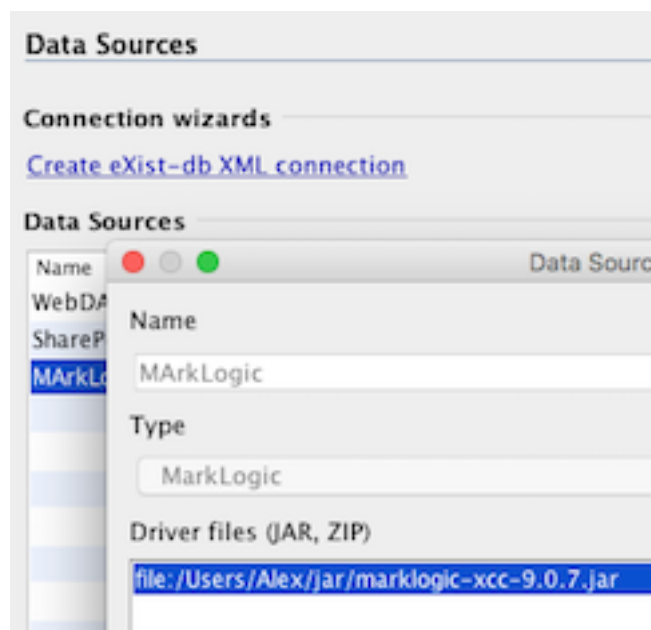 Data Sources
Connection wizards
Create eXist-db XML connection
Data Sources
Name
WebDA
ShareP
MArkLo
Data Sourc
Name
MArkLogic
Type
MarkLogic
Driver files (JAR, ZIP)
file:/Users/Alex/jar/marklogic-xcc-9.0.7.jar